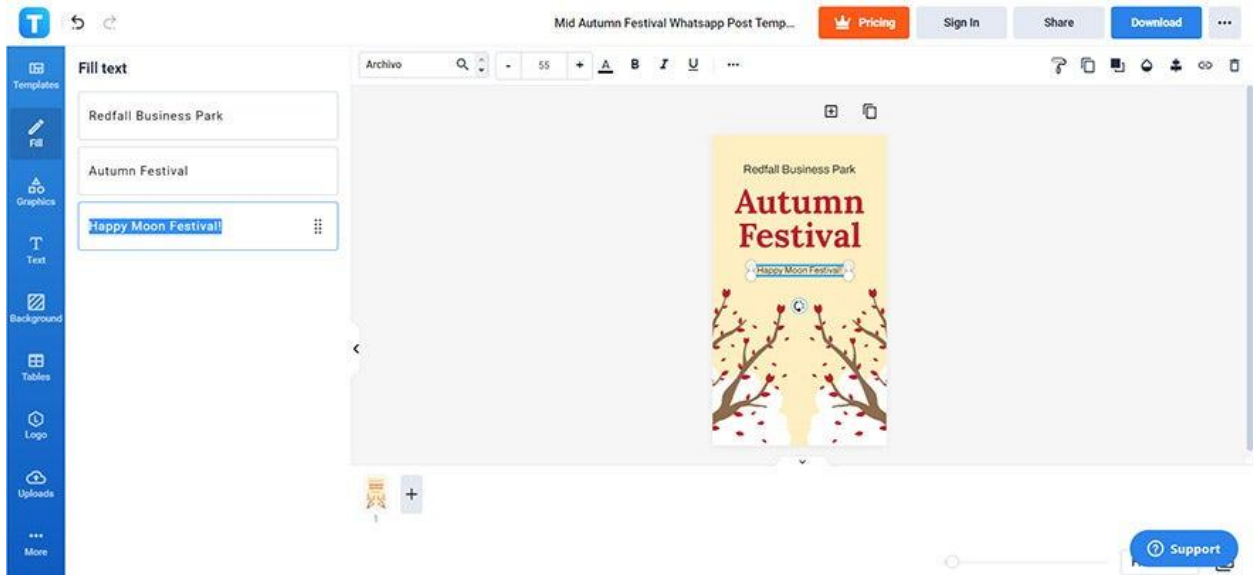 T
Mid Autumn Festival Whatsapp Post Temp...
Pricing
Sign In
Share
Download
Templates
Fill
Graphics
Text
Background
Tables
Logo
Uploads
More
Fill text
Redfall Business Park
Autumn Festival
Happy Moon Festival!
Archivo
- 55 + A B I U
Redfall Business Park
Autumn
Festival
Happy Moon Festival!
1
Support